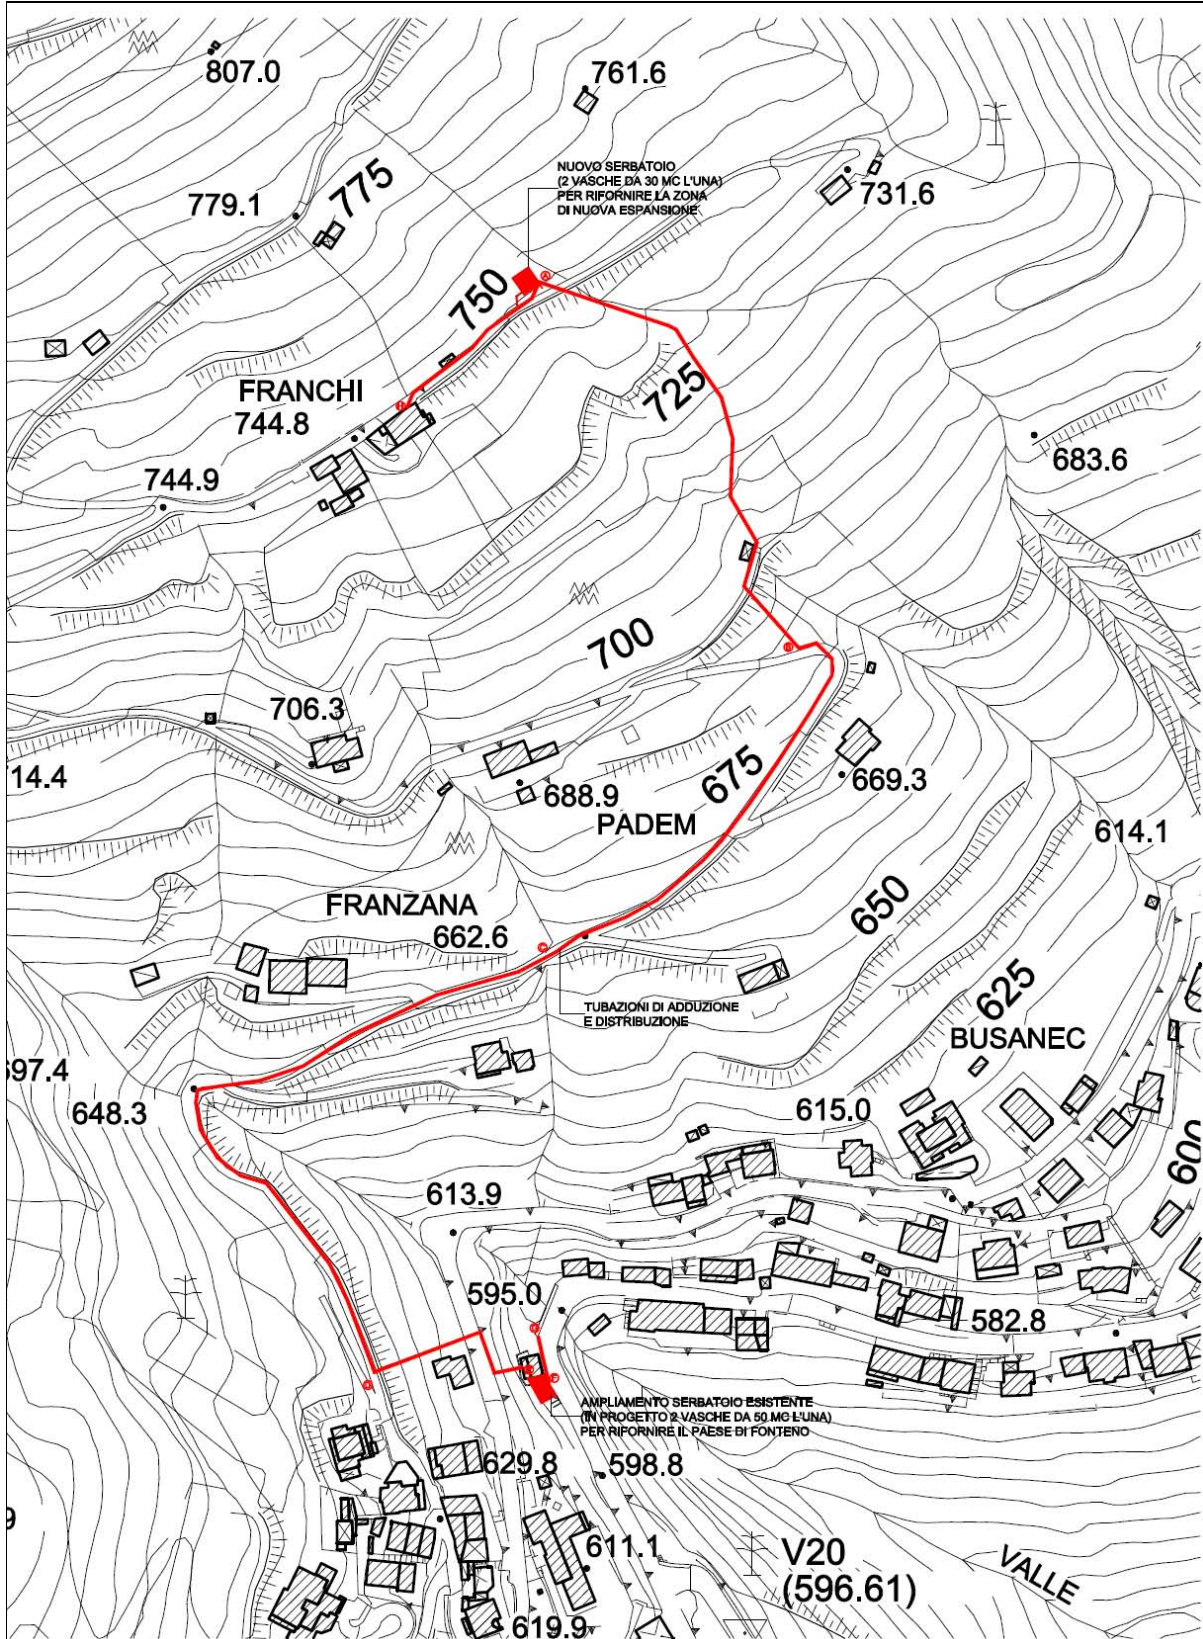 807.0
761.6
NUOVO SERBATOIO
(2 VASCHE DA 30 MC L'UNA)
PER RIFORNIRE LA ZONA
DI NUOVA ESPANSIONE
775
779.1
731.6
750
A
725
FRANCHI
744.8
H
744.9
683.6
700
B
706.3
14.4
688.9
675
669.3
PADEM
614.1
FRANZANA
662.6
C
650
625
TUBAZIONI DI ADDUZIONE
E DISTRIBUZIONE
BUSANEC
697.4
648.3
615.0
600
613.9
595.0
582.8
AMPLIAMENTO SERBATOIO ESISTENTE
(IN PROGETTO 2 VASCHE DA 50 MC L'UNA)
PER RIFORNIRE IL PAESE DI FONTENO
629.8
598.8
9
611.1
V20
(596.61)
VALLE
619.9